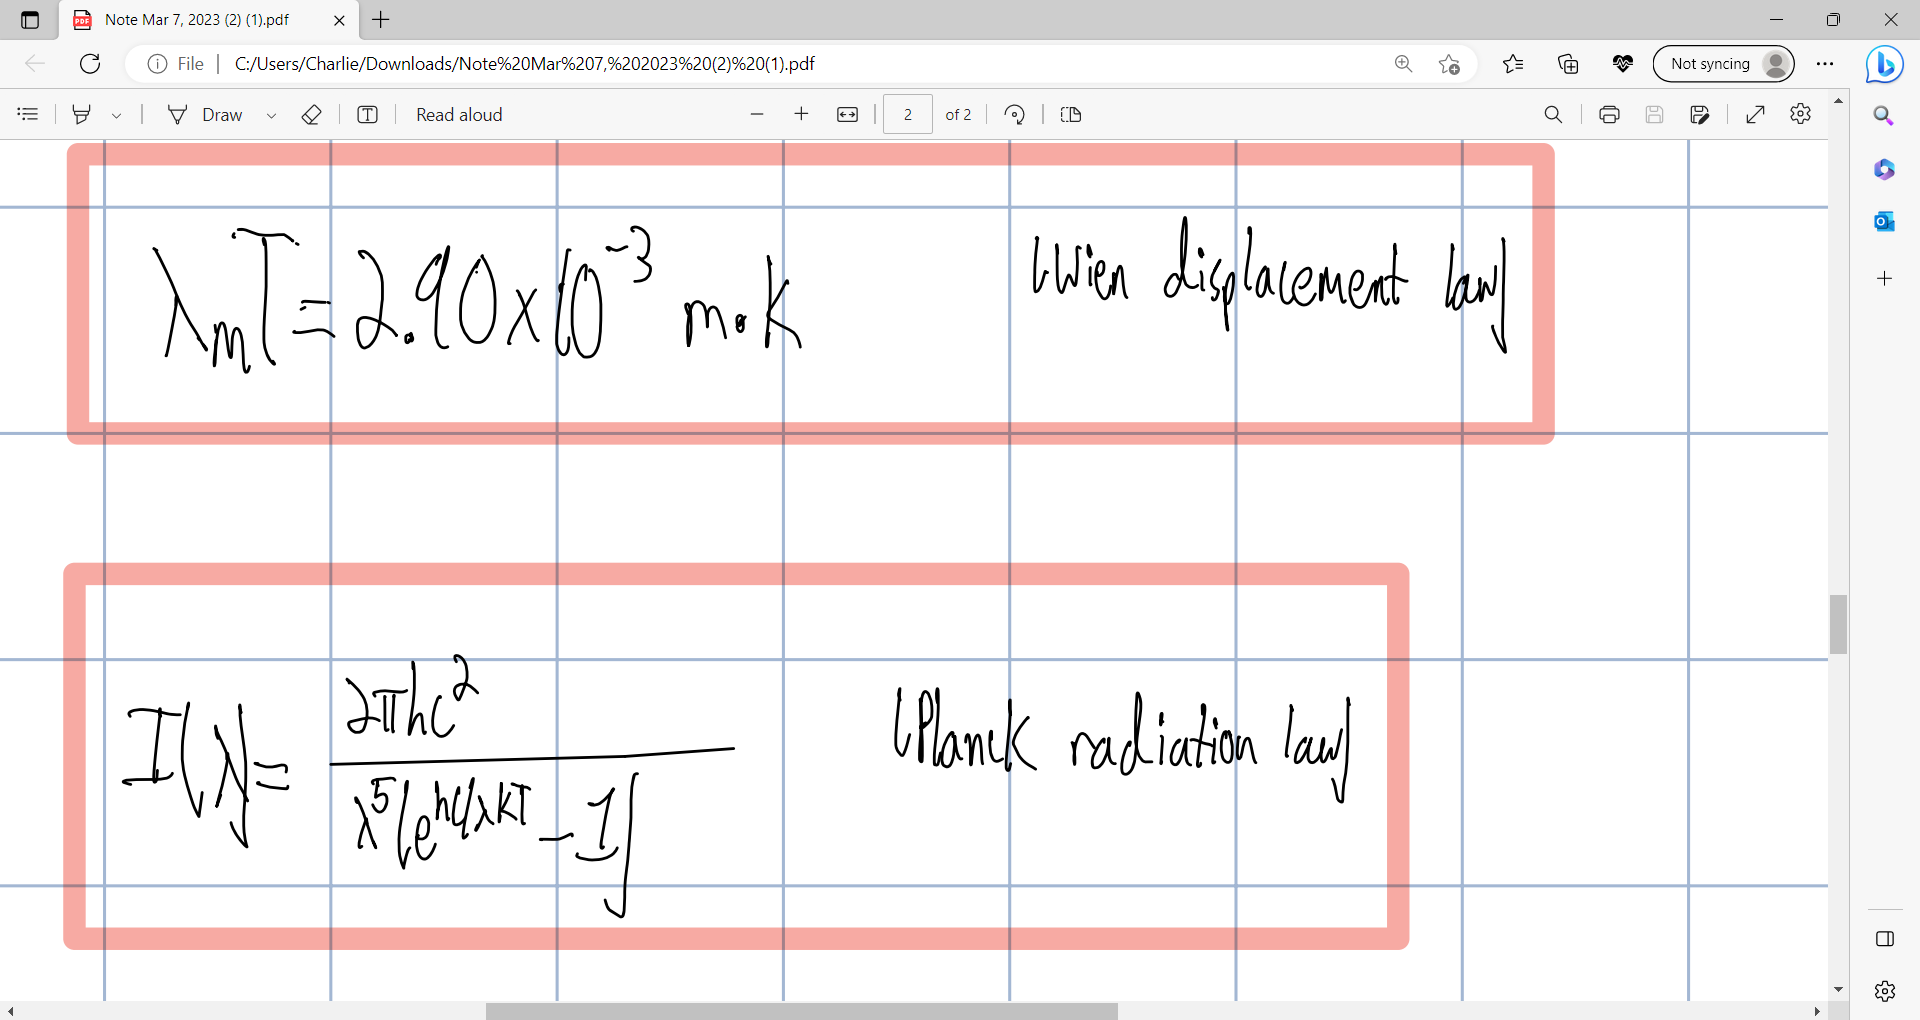 Note Mar 7, 2023 (2) (1).pdf
File | C:/Users/Charlie/Downloads/Note%20Mar%207,%202023%20(2)%20(1).pdf
Not syncing
Draw
Read aloud
2 of 2
λₘT = 2.90 x 10⁻³ m·K (Wien displacement law)
I(λ) = 2πhc² / λ⁵(e^(hc/λkT) - 1) (Planck radiation law)